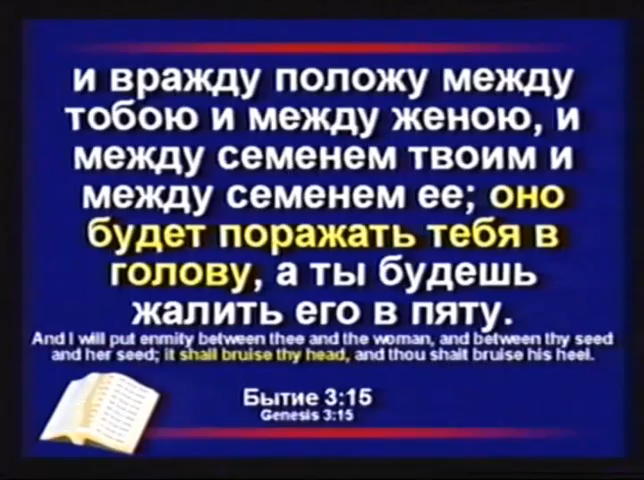 и вражду положу между
тобою и между женою, и
между семенем твоим и
между семенем ее; оно
будет поражать тебя в
голову, а ты будешь
жалить его в пяту.
And I will put enmity between thee and the woman, and between thy seed
and her seed; it shall bruise thy head, and thou shalt bruise his heel.
Бытие 3:15
Genesis 3:15